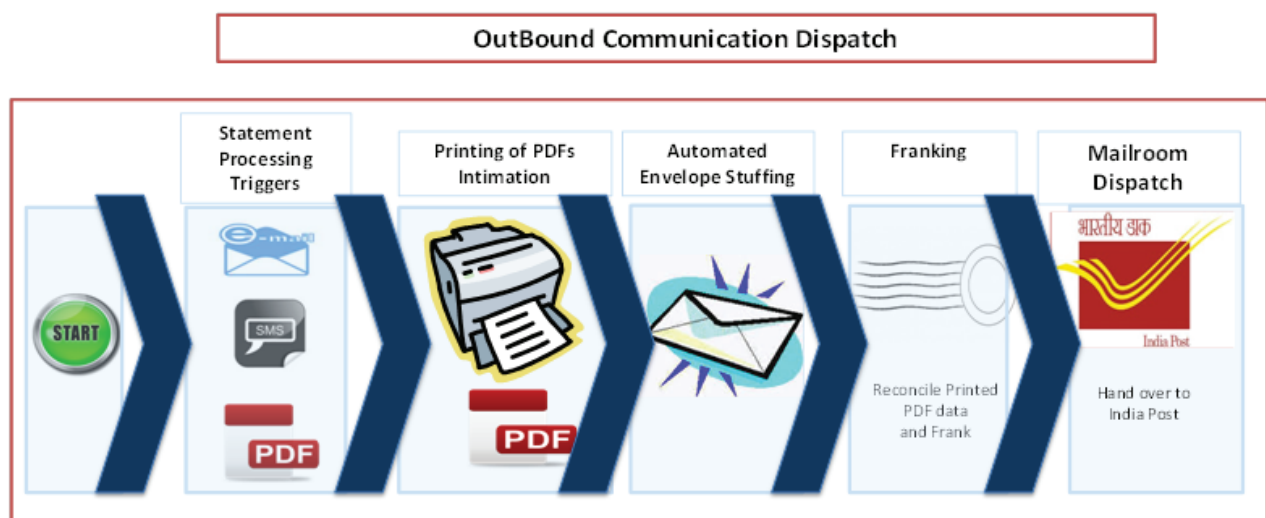 OutBound Communication Dispatch
Statement
Processing
Triggers
Printing of PDFs
Intimation
Automated
Envelope Stuffing
Franking
Mailroom
Dispatch
START
e-mail
SMS
PDF
PDF
Reconcile Printed
PDF data
and Frank
भारतीय डाक
India Post
Hand over to
India Post